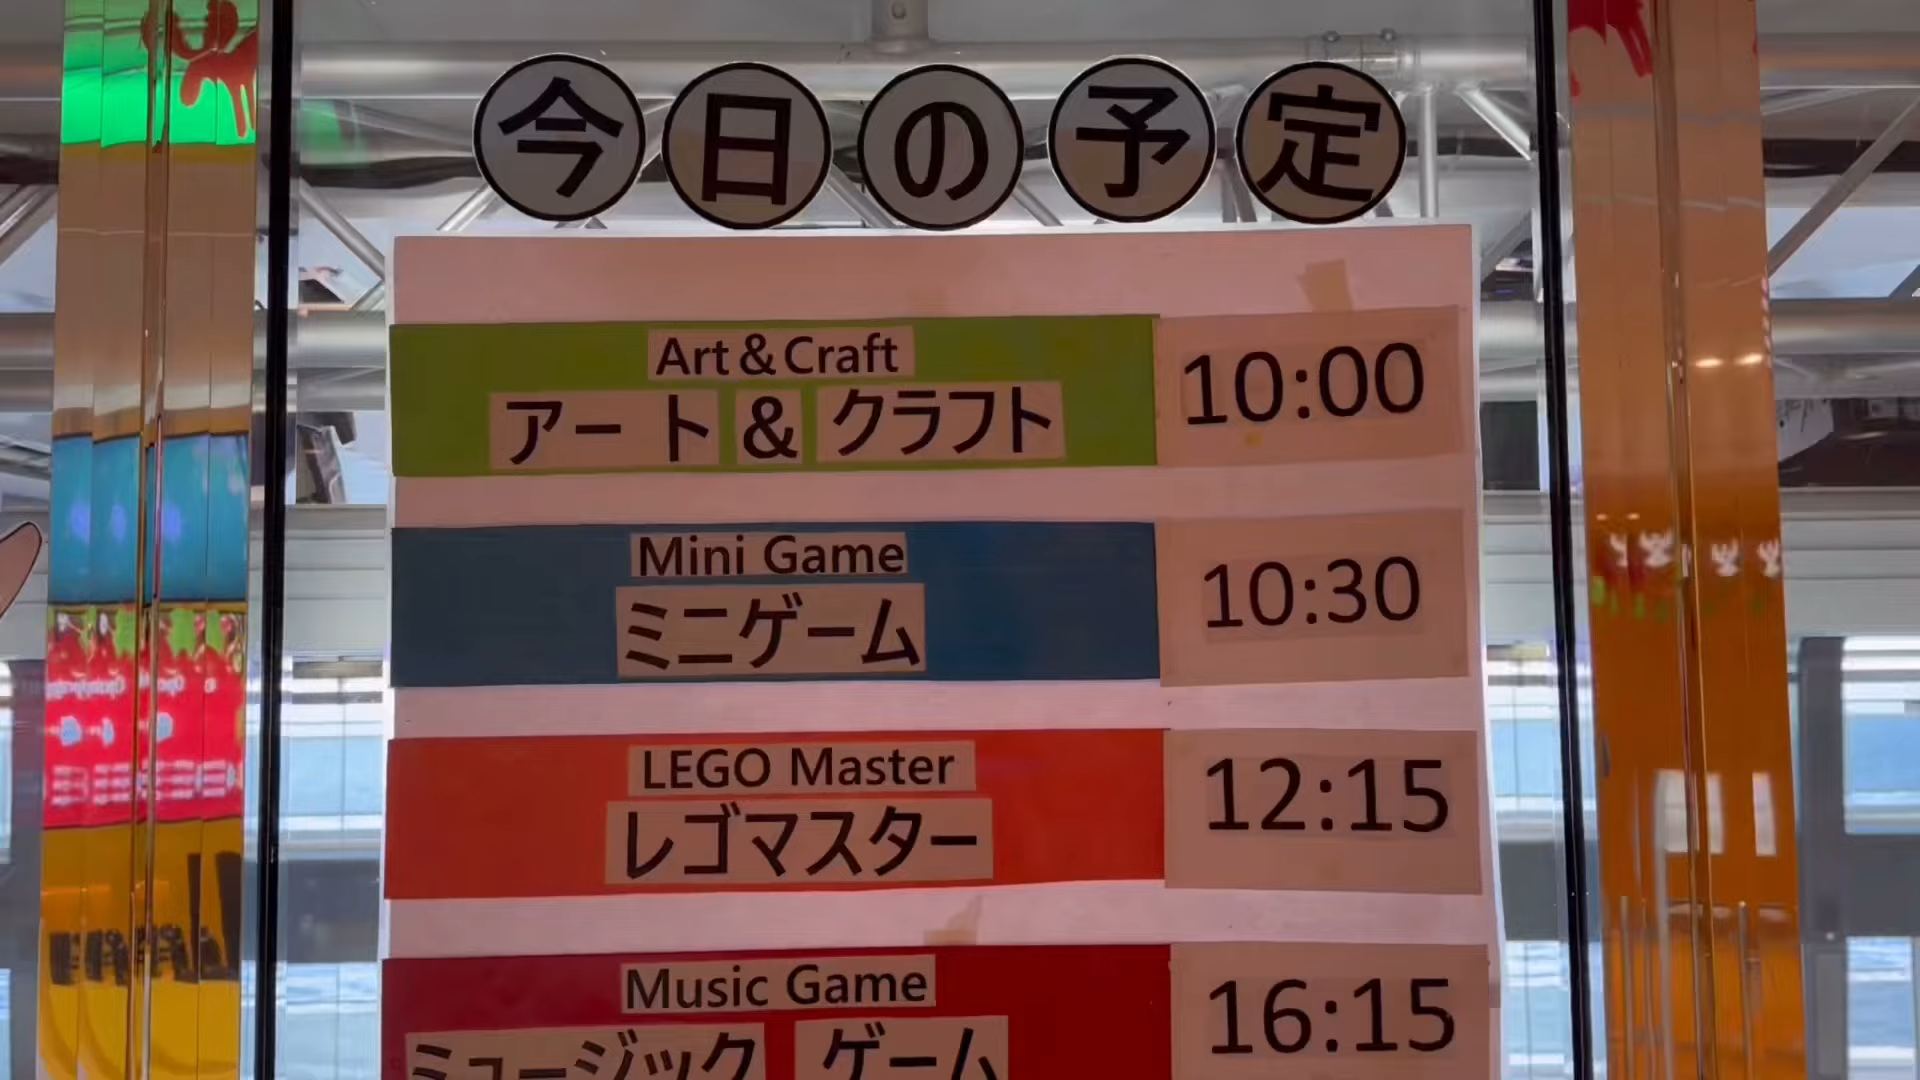 今日の予定
Art & Craft
アート & クラフト
10:00
Mini Game
ミニゲーム
10:30
LEGO Master
レゴマスター
12:15
Music Game
ミュージック ゲーム
16:15